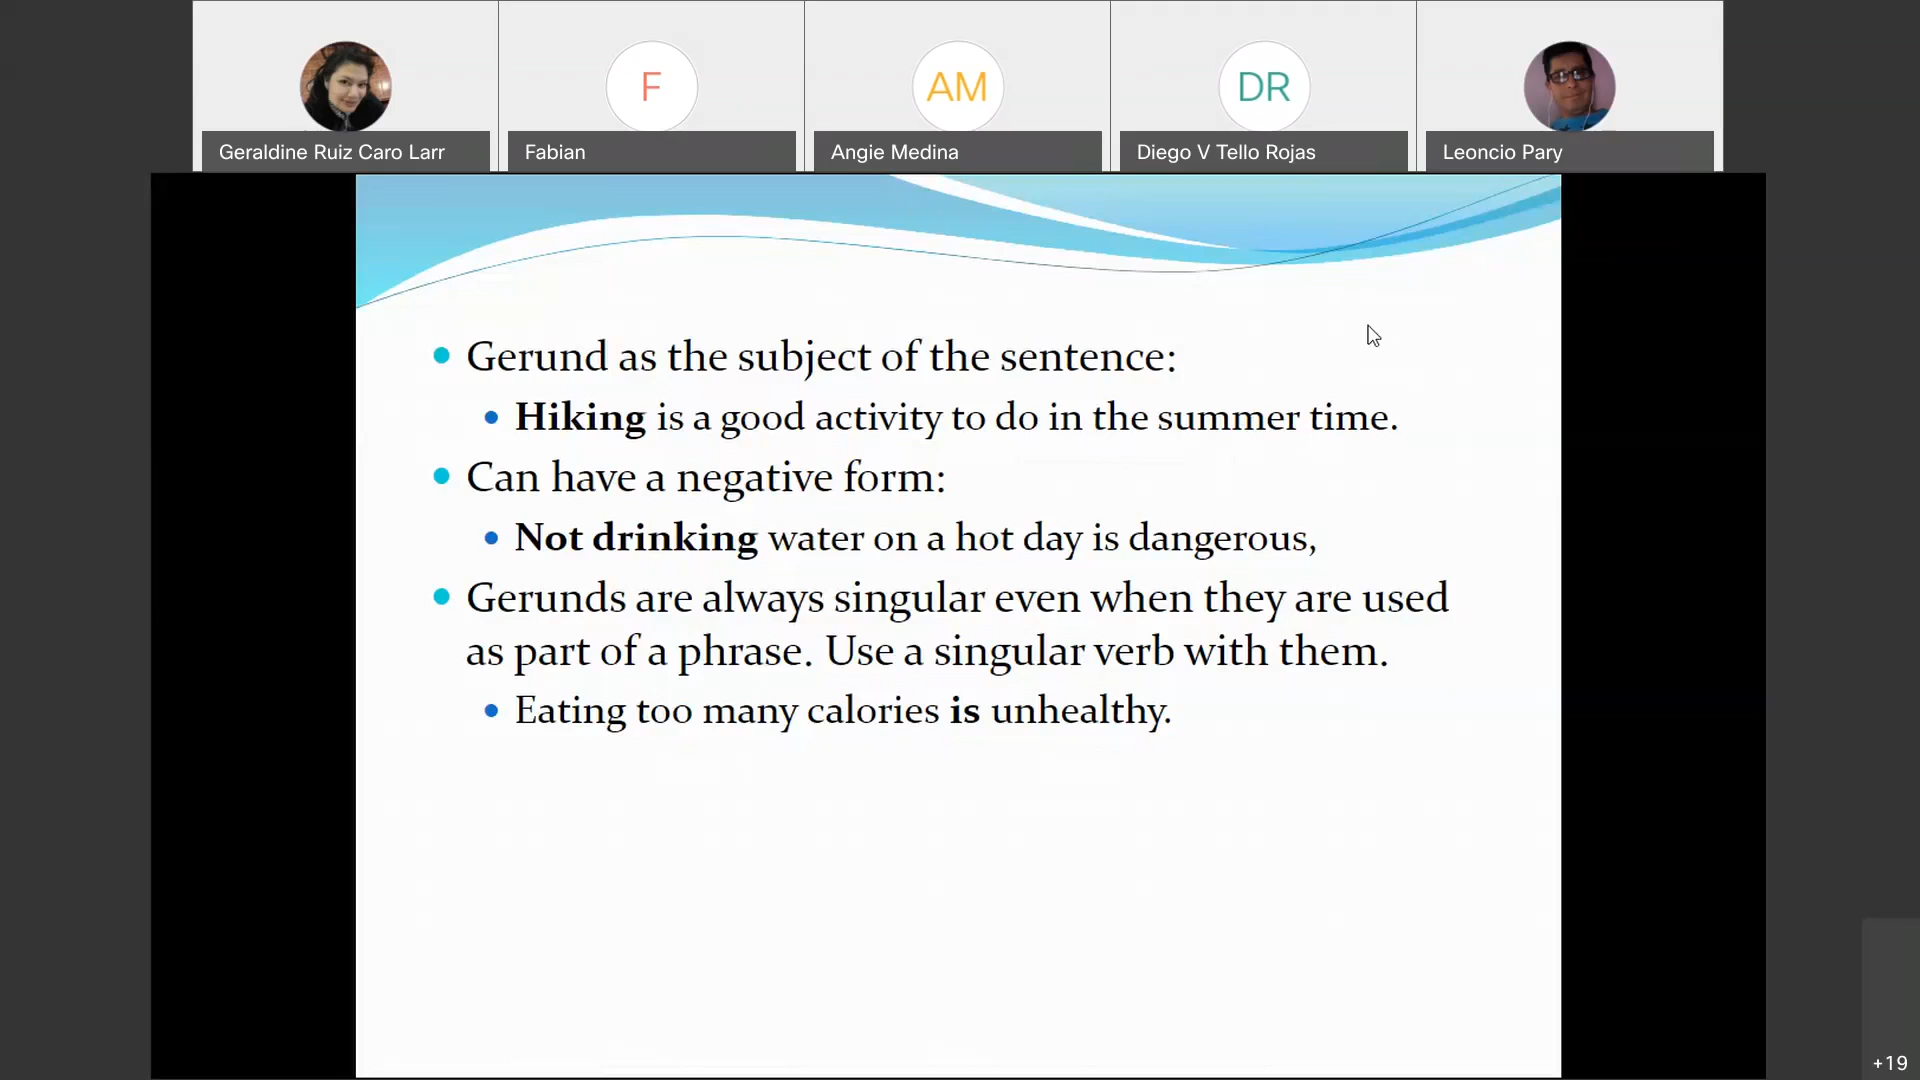 F
AM
DR
Geraldine Ruiz Caro Larr
Fabian
Angie Medina
Diego V Tello Rojas
Leoncio Pary
Gerund as the subject of the sentence:
Hiking is a good activity to do in the summer time.
Can have a negative form:
Not drinking water on a hot day is dangerous,
Gerunds are always singular even when they are used
as part of a phrase. Use a singular verb with them.
Eating too many calories is unhealthy.
+19